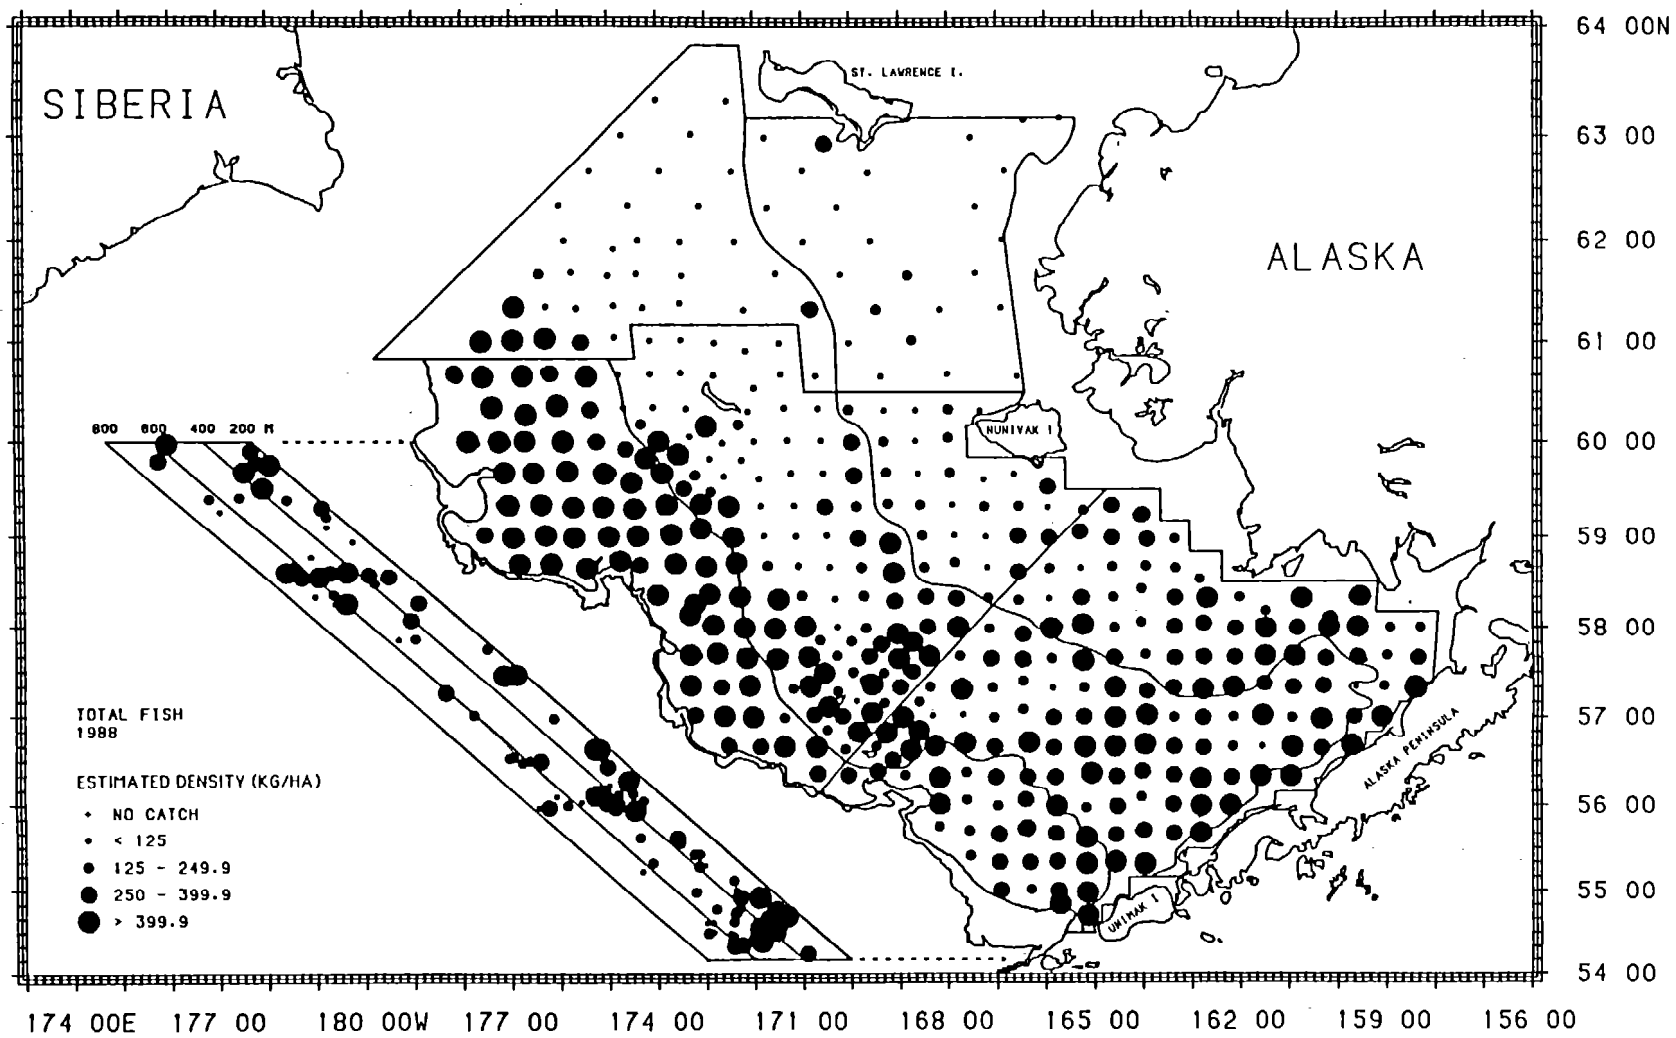 64 00N
ST. LAWRENCE I.
SIBERIA
63 00
62 00
ALASKA
61 00
800 600 400 200 M
NUNIVAK I
60 00
59 00
58 00
TOTAL FISH
1988
57 00
ALASKA PENINSULA
ESTIMATED DENSITY (KG/HA)
NO CATCH
< 125
125 - 249.9
250 - 399.9
> 399.9
56 00
55 00
UNIMAK I
54 00
174 00E 177 00 180 00W 177 00 174 00 171 00 168 00 165 00 162 00 159 00 156 00